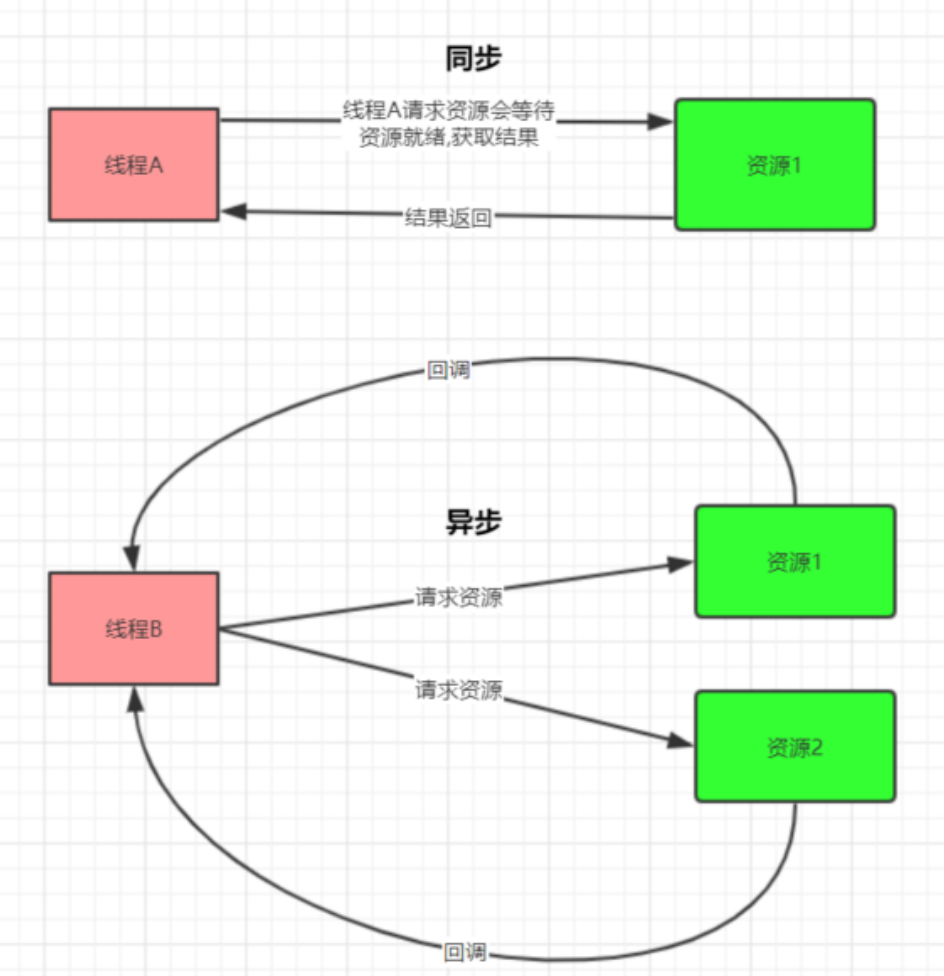 同步
线程A请求资源会等待
资源就绪,获取结果
线程A
资源1
结果返回
回调
异步
资源1
请求资源
线程B
请求资源
资源2
回调